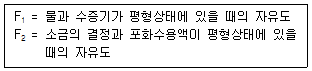 F₁ = 물과 수증기가 평형상태에 있을 때의 자유도
F₂ = 소금의 결정과 포화수용액이 평형상태에 있을
때의 자유도